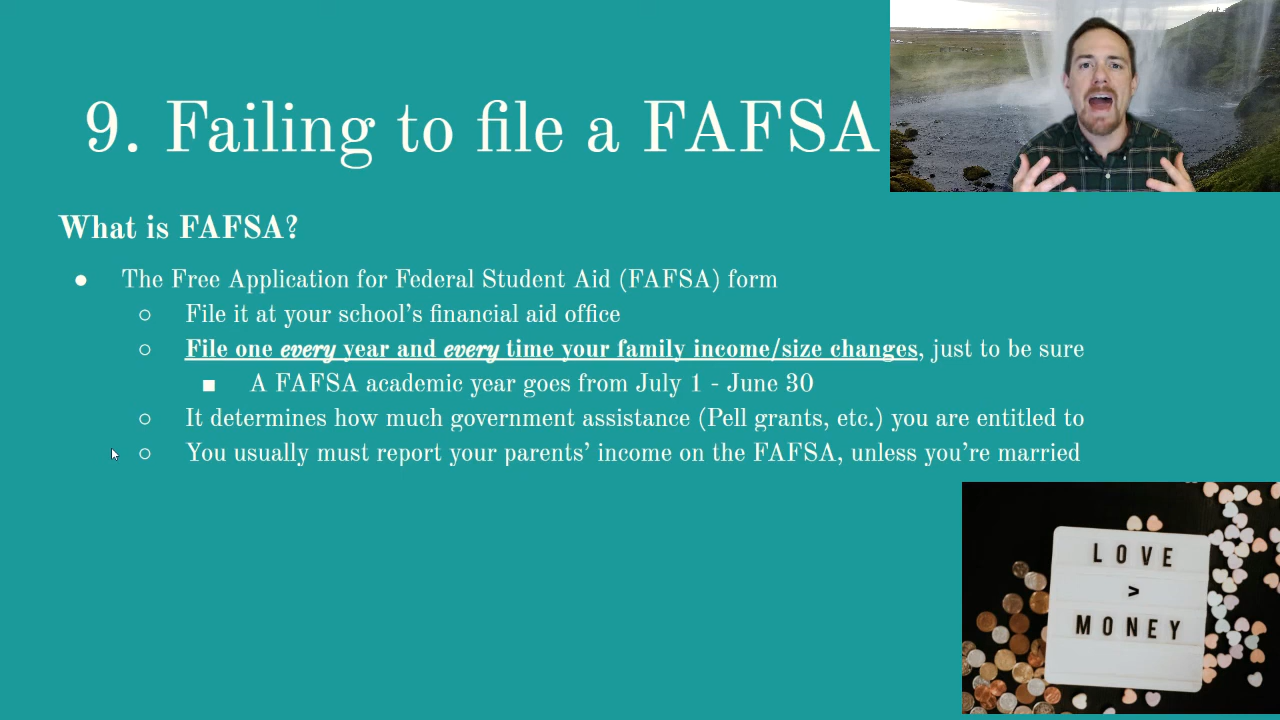 9. Failing to file a FAFSA
What is FAFSA?
● The Free Application for Federal Student Aid (FAFSA) form
○ File it at your school’s financial aid office
○ File one every year and every time your family income/size changes, just to be sure
■ A FAFSA academic year goes from July 1 - June 30
○ It determines how much government assistance (Pell grants, etc.) you are entitled to
○ You usually must report your parents’ income on the FAFSA, unless you’re married
LOVE
>
MONEY